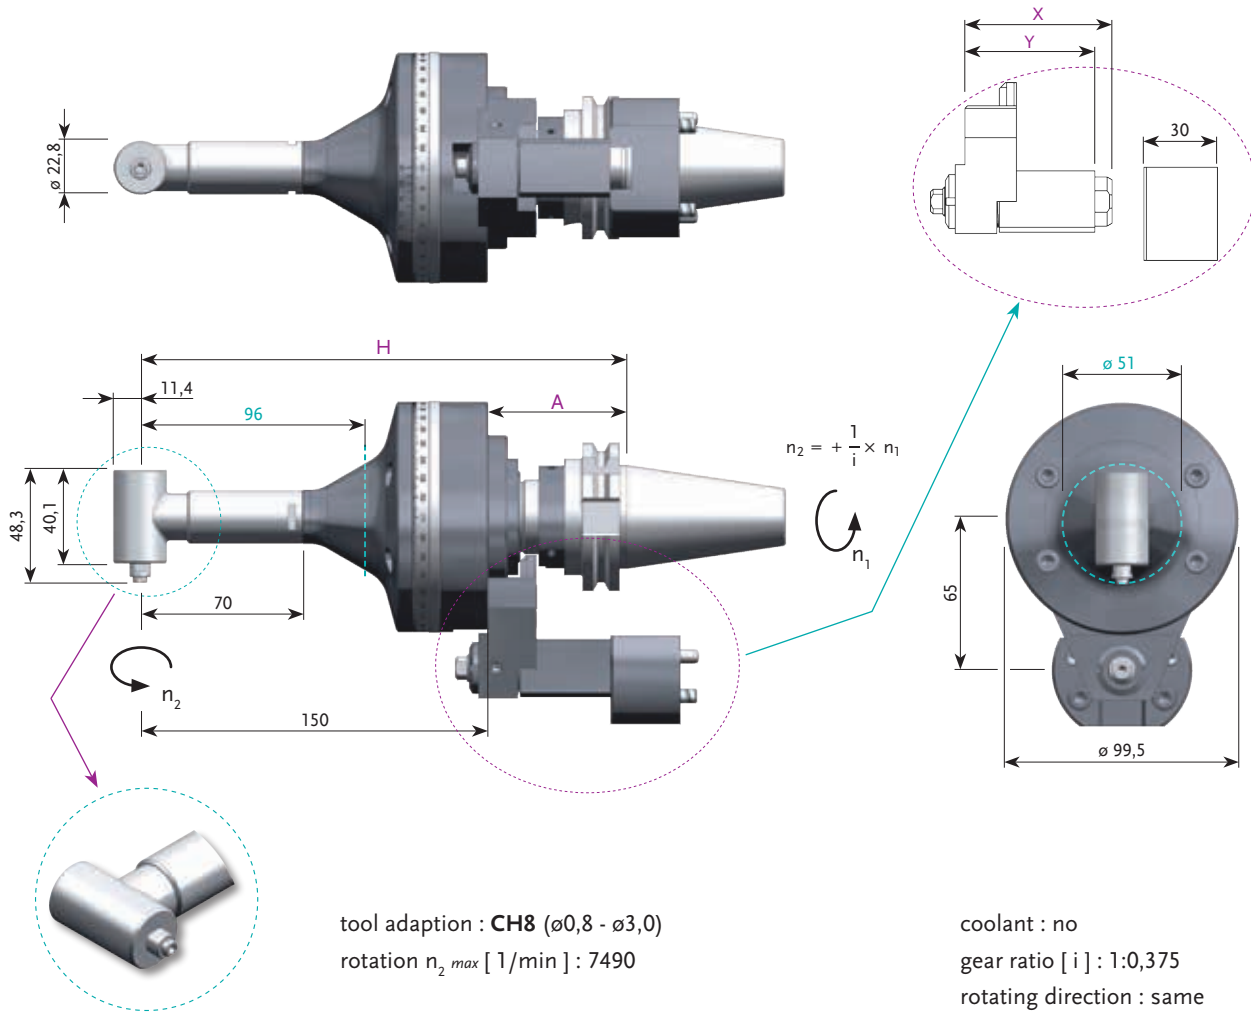 X
Y
30
ø 22,8
H
11,4
A
96
ø 51
n₂ = + 1/i × n₁
48,3
40,1
n₁
70
65
n₂
150
ø 99,5
tool adaption : CH8 (ø0,8 - ø3,0)
rotation n₂ max [ 1/min ] : 7490
coolant : no
gear ratio [ i ] : 1:0,375
rotating direction : same